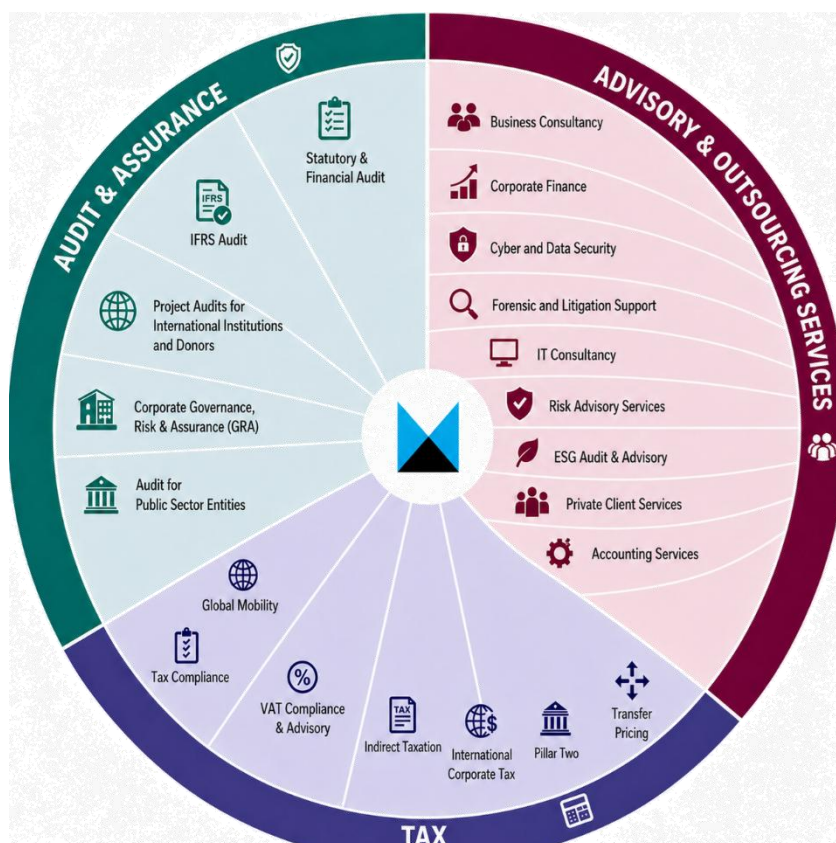 AUDIT & ASSURANCE
Statutory &
Financial Audit
IFRS
IFRS Audit
Project Audits for
International Institutions
and Donors
Corporate Governance,
Risk & Assurance (GRA)
Audit for
Public Sector Entities
ADVISORY & OUTSOURCING SERVICES
Business Consultancy
Corporate Finance
Cyber and Data Security
Forensic and Litigation Support
IT Consultancy
Risk Advisory Services
ESG Audit & Advisory
Private Client Services
Accounting Services
Global Mobility
Tax Compliance
%
VAT Compliance
& Advisory
TAX
Indirect Taxation
$
International
Corporate Tax
Pillar Two
Transfer
Pricing
TAX